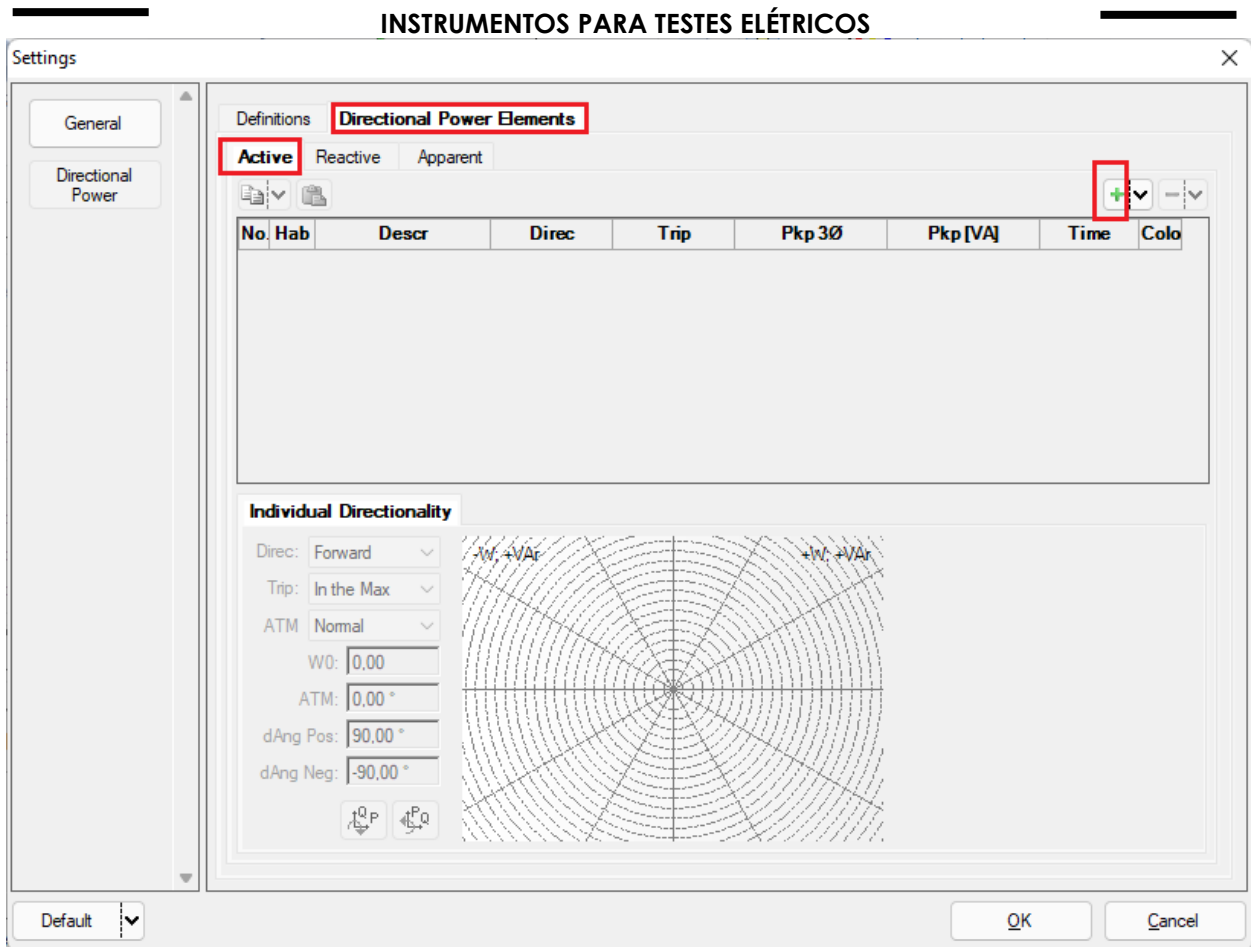 INSTRUMENTOS PARA TESTES ELÉTRICOS
Settings
General
Directional
Power
Definitions Directional Power Elements
Active Reactive Apparent
No. Hab Descr Direc Trip Pkp 3Ø Pkp [VA] Time Colo
Individual Directionality
Direc: Forward
Trip: In the Max
ATM Normal
W0: 0,00
ATM: 0,00 °
dAng Pos: 90,00 °
dAng Neg: -90,00 °
-W; +VAr +W; +VAr
Q P P Q
Default OK Cancel